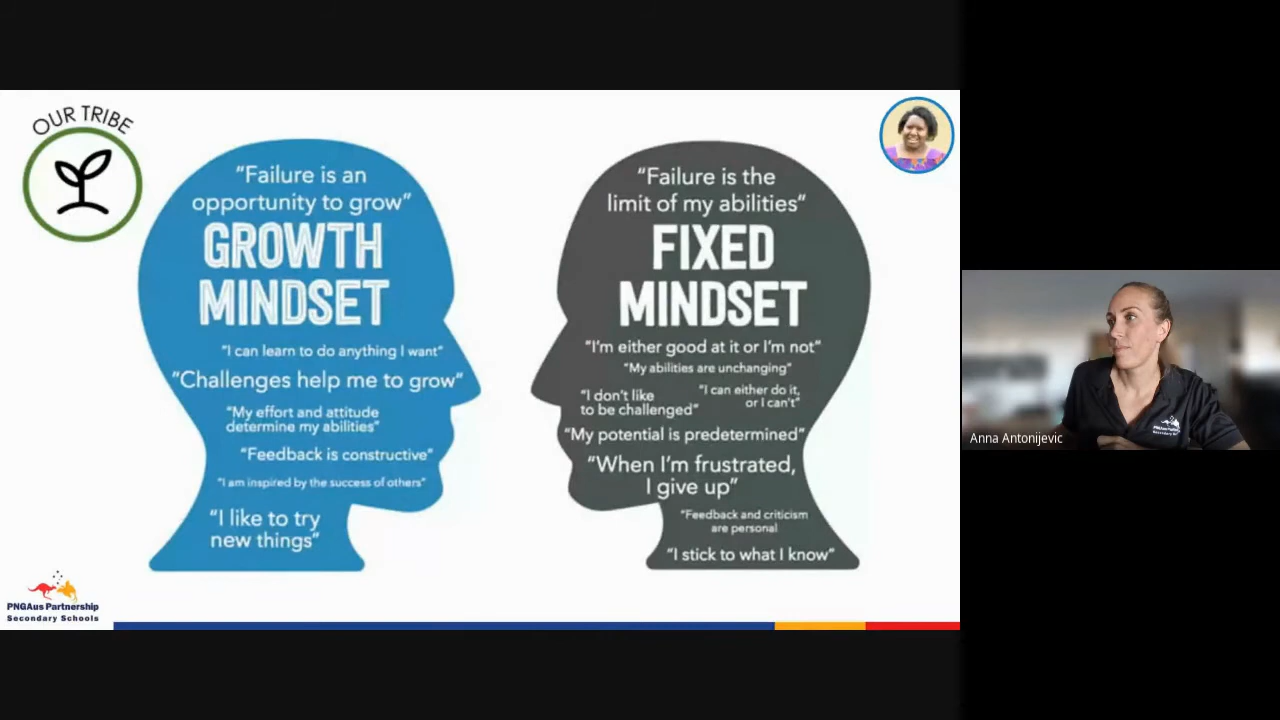 OUR TRIBE
“Failure is an
opportunity to grow”
GROWTH
MINDSET
“I can learn to do anything I want”
“Challenges help me to grow”
“My effort and attitude
determine my abilities”
“Feedback is constructive”
“I am inspired by the success of others”
“I like to try
new things”
“Failure is the
limit of my abilities”
FIXED
MINDSET
“I’m either good at it or I’m not”
“My abilities are unchanging”
“I don’t like
to be challenged”
“I can either do it,
or I can’t”
“My potential is predetermined”
“When I’m frustrated,
I give up”
“Feedback and criticism
are personal
“I stick to what I know”
PNGAus Partnership
Secondary Schools
Anna Antonijevic